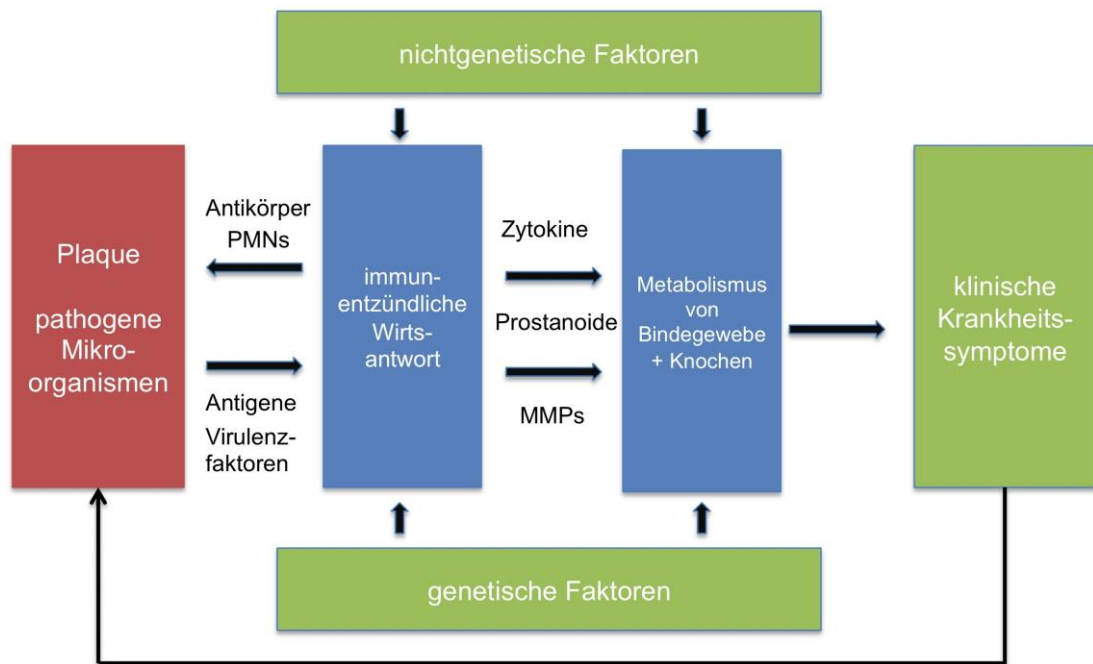 nichtgenetische Faktoren
Plaque
pathogene
Mikro-
organismen
Antikörper
PMNs
Antigene
Virulenz-
faktoren
immun-
entzündliche
Wirts-
antwort
Zytokine
Prostanoide
MMPs
Metabolismus
von
Bindegewebe
+ Knochen
klinische
Krankheits-
symptome
genetische Faktoren